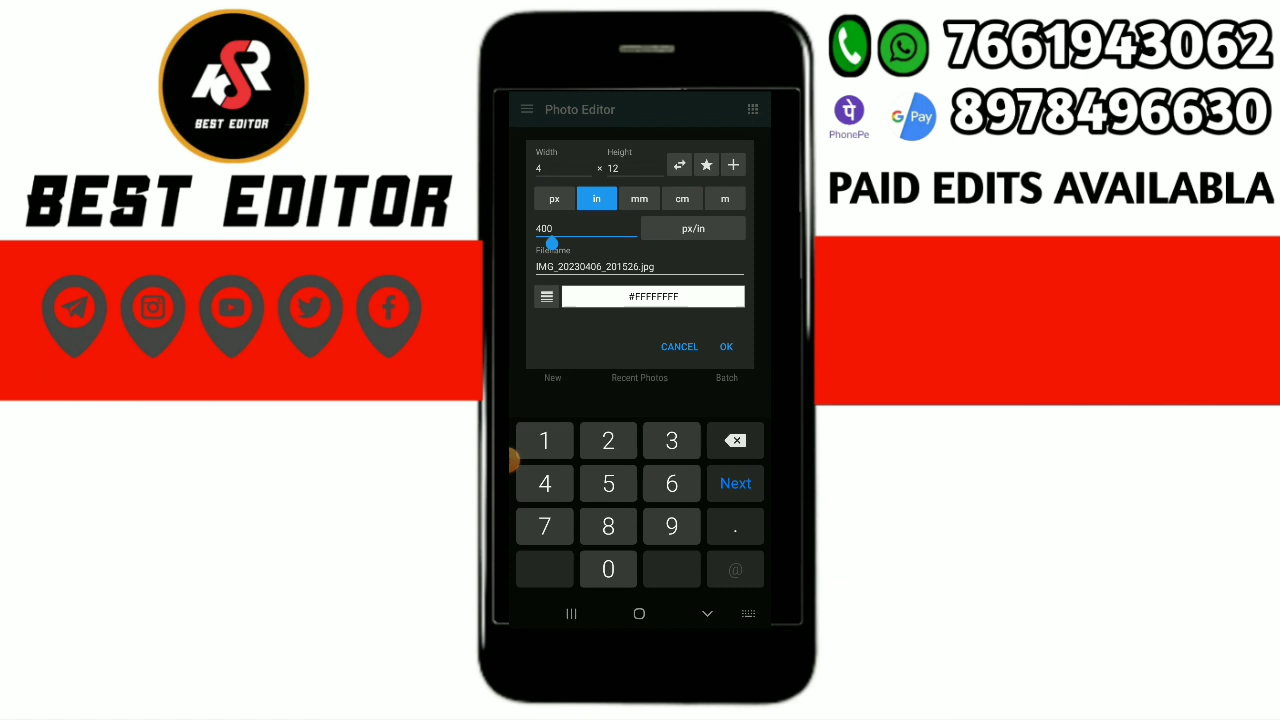 KSR
BEST EDITOR
BEST EDITOR
7661943062
PhonePe
G Pay
8978496630
PAID EDITS AVAILABLA
Photo Editor
Width
Height
4 × 12
px in mm cm m
400 px/in
Filename
IMG_20230406_201526.jpg
#FFFFFFFF
CANCEL OK
New Recent Photos Batch
1 2 3
4 5 6 Next
7 8 9 .
0 @